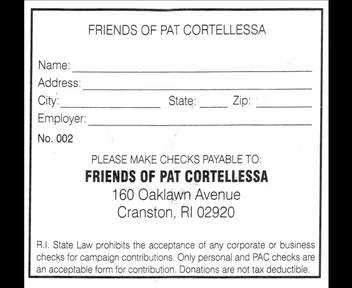 FRIENDS OF PAT CORTELLESSA
Name:
Address:
City: State: Zip:
Employer:
No. 002
PLEASE MAKE CHECKS PAYABLE TO:
FRIENDS OF PAT CORTELLESSA
160 Oaklawn Avenue
Cranston, RI 02920
R.I. State Law prohibits the acceptance of any corporate or business
checks for campaign contributions. Only personal and PAC checks are
an acceptable form for contribution. Donations are not tax deductible.